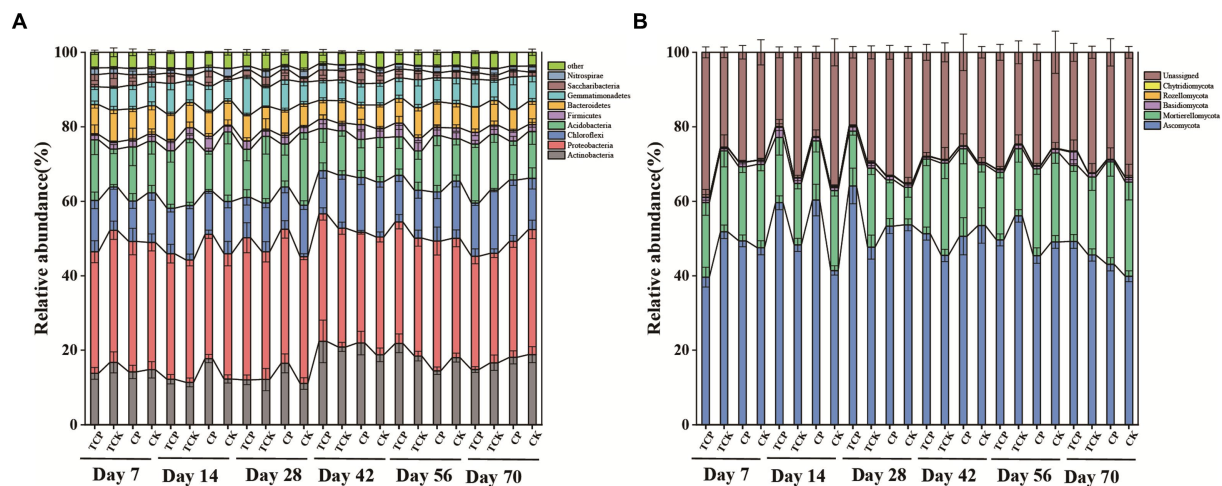 A
Relative abundance(%)
100
80
60
40
20
0
other
Nitrospirae
Saccharibacteria
Gemmatimonadetes
Bacteroidetes
Firmicutes
Acidobacteria
Chloroflexi
Proteobacteria
Actinobacteria
TCP TCK CP CK TCP TCK CP CK TCP TCK CP CK TCP TCK CP CK TCP TCK CP CK TCP TCK CP CK
Day 7 Day 14 Day 28 Day 42 Day 56 Day 70
B
Relative abundance(%)
100
80
60
40
20
0
Unassigned
Chytridiomycota
Rozellomycota
Basidiomycota
Mortierellomycota
Ascomycota
TCP TCK CP CK TCP TCK CP CK TCP TCK CP CK TCP TCK CP CK TCP TCK CP CK TCP TCK CP CK
Day 7 Day 14 Day 28 Day 42 Day 56 Day 70